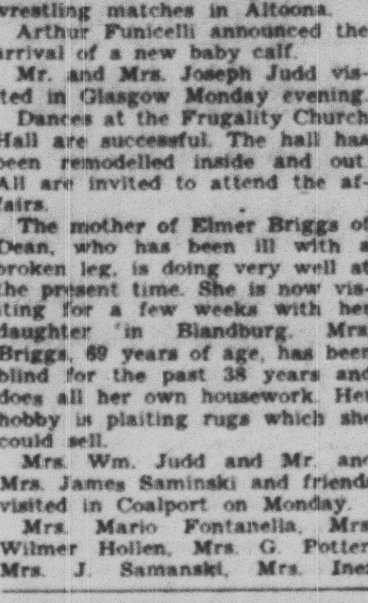 wrestling matches in Altoona.
Arthur Funicelli announced the
arrival of a new baby calf.
Mr. and Mrs. Joseph Judd vis-
ted in Glasgow Monday evening.
Dances at the Frugality Church
Hall are successful. The hall has
been remodelled inside and out.
All are invited to attend the af-
fairs.
The mother of Elmer Briggs of
Dean, who has been ill with a
broken leg, is doing very well at
the present time. She is now vis-
iting for a few weeks with her
daughter in Blandburg. Mrs.
Briggs, 69 years of age, has been
blind for the past 38 years and
does all her own housework. Her
hobby is plaiting rugs which she
could sell.
Mrs. Wm. Judd and Mr. and
Mrs. James Saminski and friends
visited in Coalport on Monday.
Mrs. Mario Fontanella, Mrs.
Wilmer Hollen, Mrs. G. Potter
Mrs. J. Samanski, Mrs. Inez